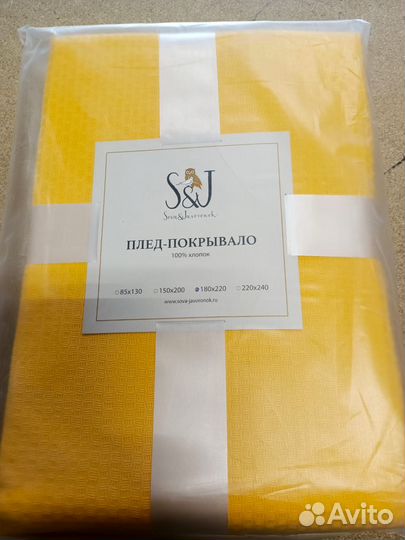 S&J
Sova&Javoronok
ПЛЕД-ПОКРЫВАЛО
100% хлопок
85x130 150x200 180x220 220x240
www.sova-javoronok.ru
Avito